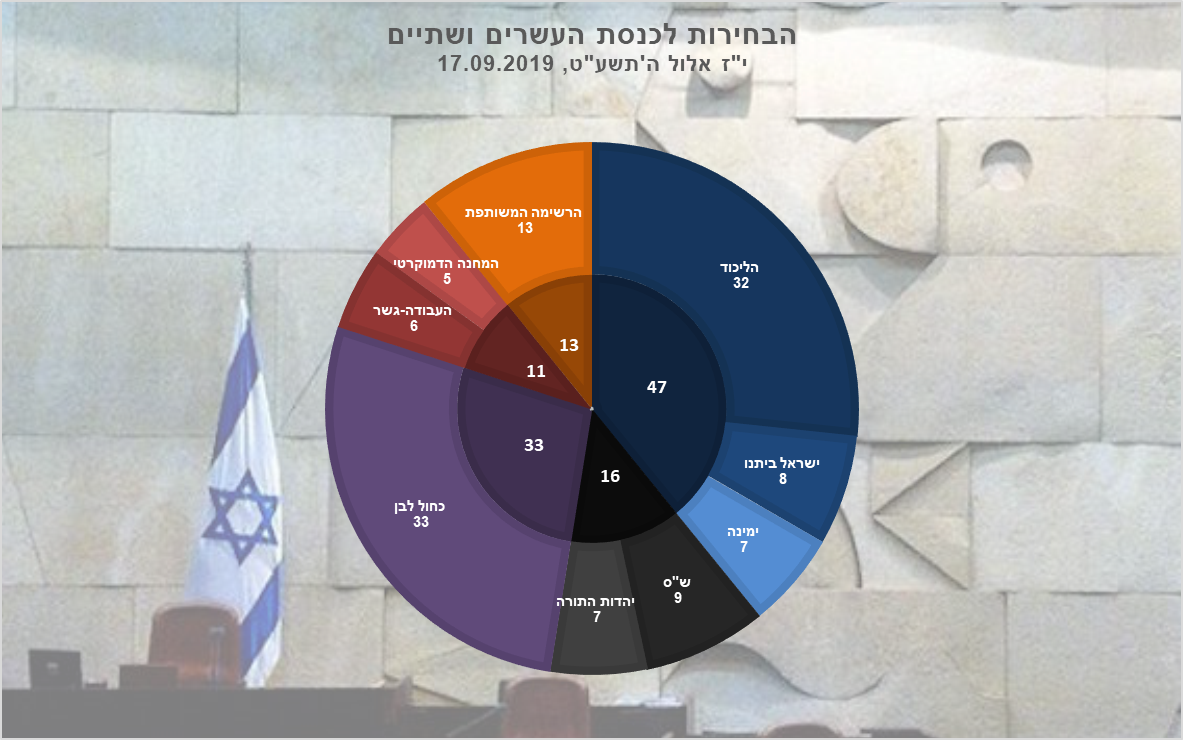 הבחירות לכנסת העשרים ושתיים
י"ז אלול ה'תשע"ט, 17.09.2019
הליכוד
32
ישראל ביתנו
8
ימינה
7
ש"ס
9
יהדות התורה
7
כחול לבן
33
העבודה-גשר
6
המחנה הדמוקרטי
5
הרשימה המשותפת
13
47
16
33
11
13